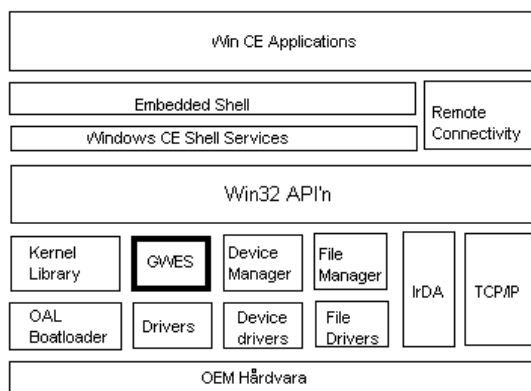 Win CE Applications
Embedded Shell
Remote
Connectivity
Windows CE Shell Services
Win32 API'n
Kernel
Library
GWES
Device
Manager
File
Manager
IrDA
TCP/IP
OAL
Boatloader
Drivers
Device
drivers
File
Drivers
OEM Hårdvara